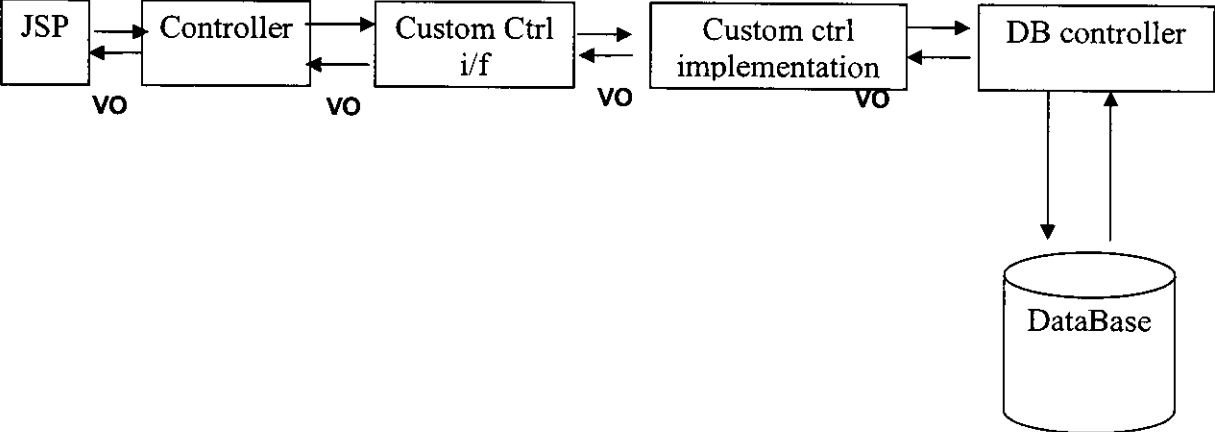 JSP
Controller
Custom Ctrl
i/f
Custom ctrl
implementation
DB controller
VO
VO
VO
VO
DataBase